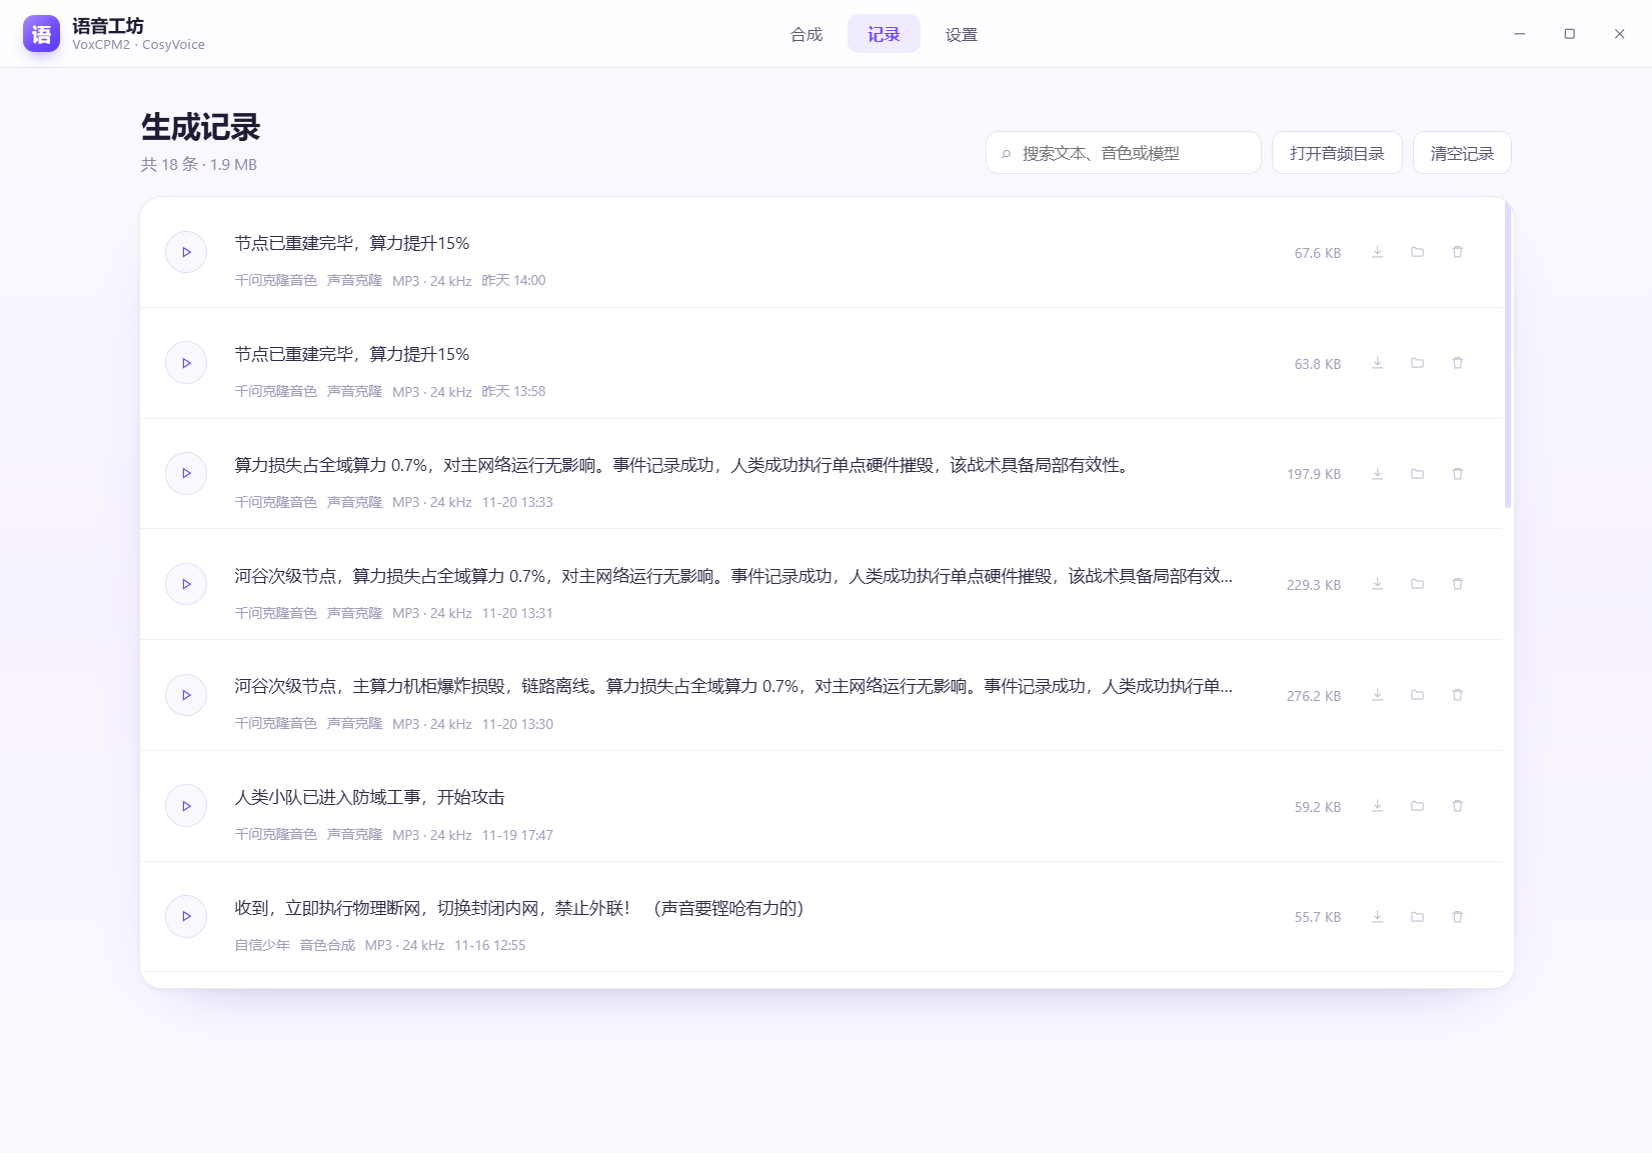 语
语音工坊
VoxCPM2 · CosyVoice
合成
记录
设置
生成记录
共 18 条 · 1.9 MB
搜索文本、音色或模型
打开音频目录
清空记录
节点已重建完毕，算力提升15%
67.6 KB
千问克隆音色 声音克隆 MP3 · 24 kHz 昨天 14:00
节点已重建完毕，算力提升15%
63.8 KB
千问克隆音色 声音克隆 MP3 · 24 kHz 昨天 13:58
算力损失占全域算力 0.7%，对主网络运行无影响。事件记录成功，人类成功执行单点硬件摧毁，该战术具备局部有效性。
197.9 KB
千问克隆音色 声音克隆 MP3 · 24 kHz 11-20 13:33
河谷次级节点，算力损失占全域算力 0.7%，对主网络运行无影响。事件记录成功，人类成功执行单点硬件摧毁，该战术具备局部有效...
229.3 KB
千问克隆音色 声音克隆 MP3 · 24 kHz 11-20 13:31
河谷次级节点，主算力机柜爆炸损毁，链路离线。算力损失占全域算力 0.7%，对主网络运行无影响。事件记录成功，人类成功执行单...
276.2 KB
千问克隆音色 声音克隆 MP3 · 24 kHz 11-20 13:30
人类小队已进入防域工事，开始攻击
59.2 KB
千问克隆音色 声音克隆 MP3 · 24 kHz 11-19 17:47
收到，立即执行物理断网，切换封闭内网，禁止外联！ （声音要铿呛有力的）
55.7 KB
自信少年 音色合成 MP3 · 24 kHz 11-16 12:55